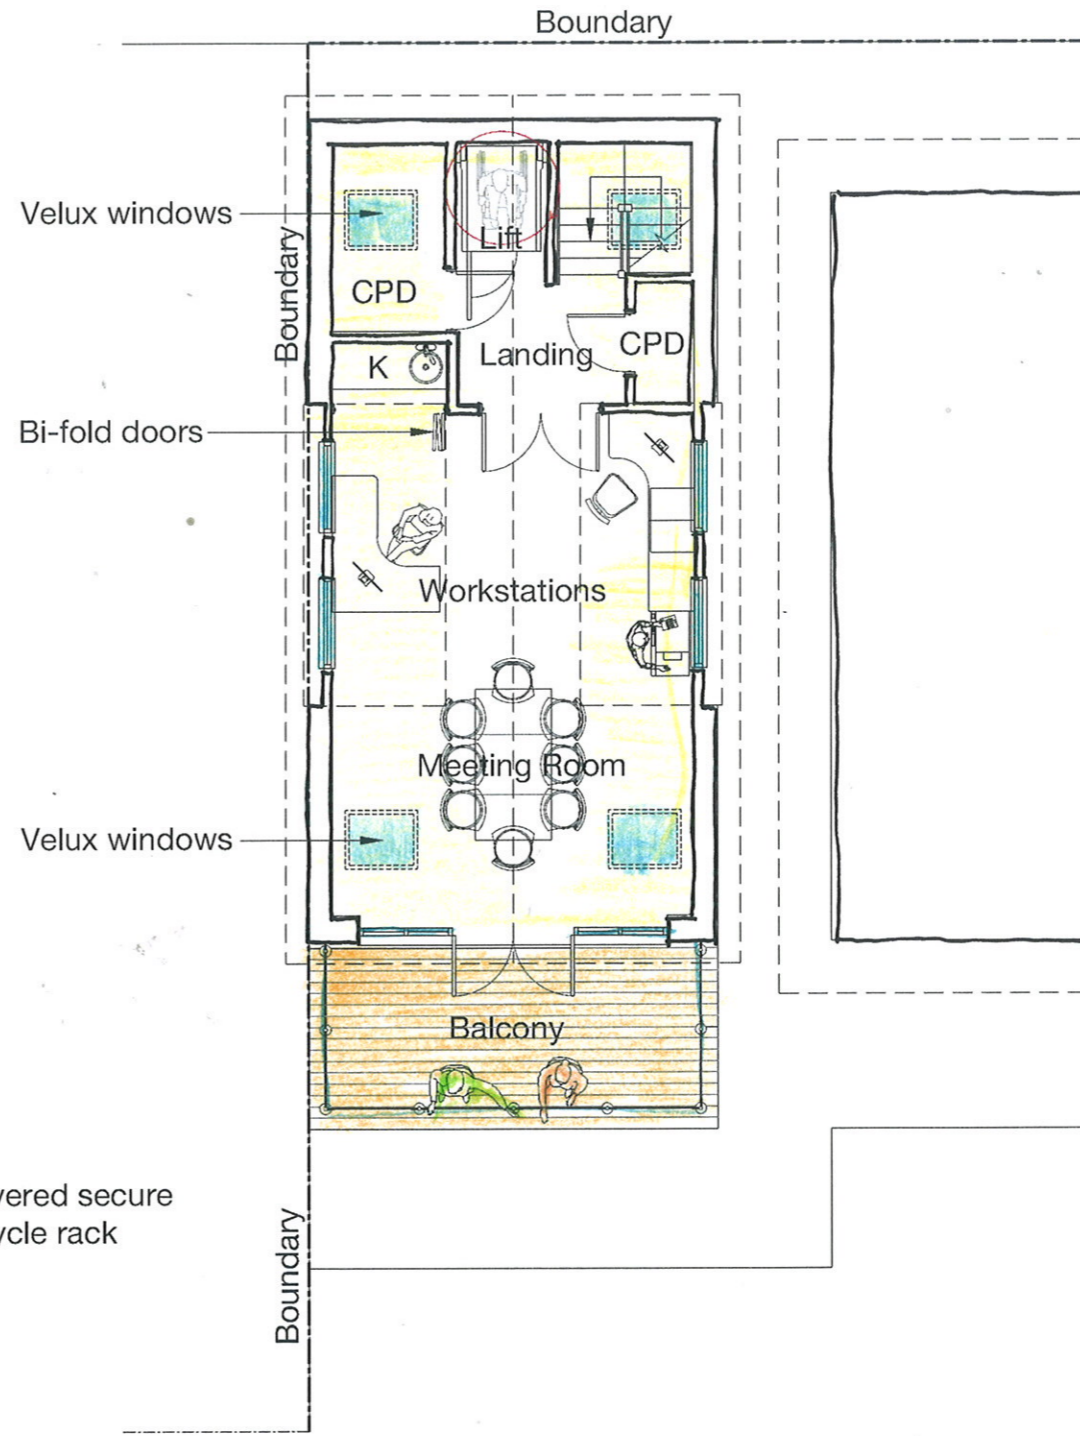 Boundary
Velux windows
Boundary
Lift
CPD
Landing
CPD
K
Bi-fold doors
Workstations
Meeting Room
Velux windows
Balcony
vered secure
ycle rack
Boundary